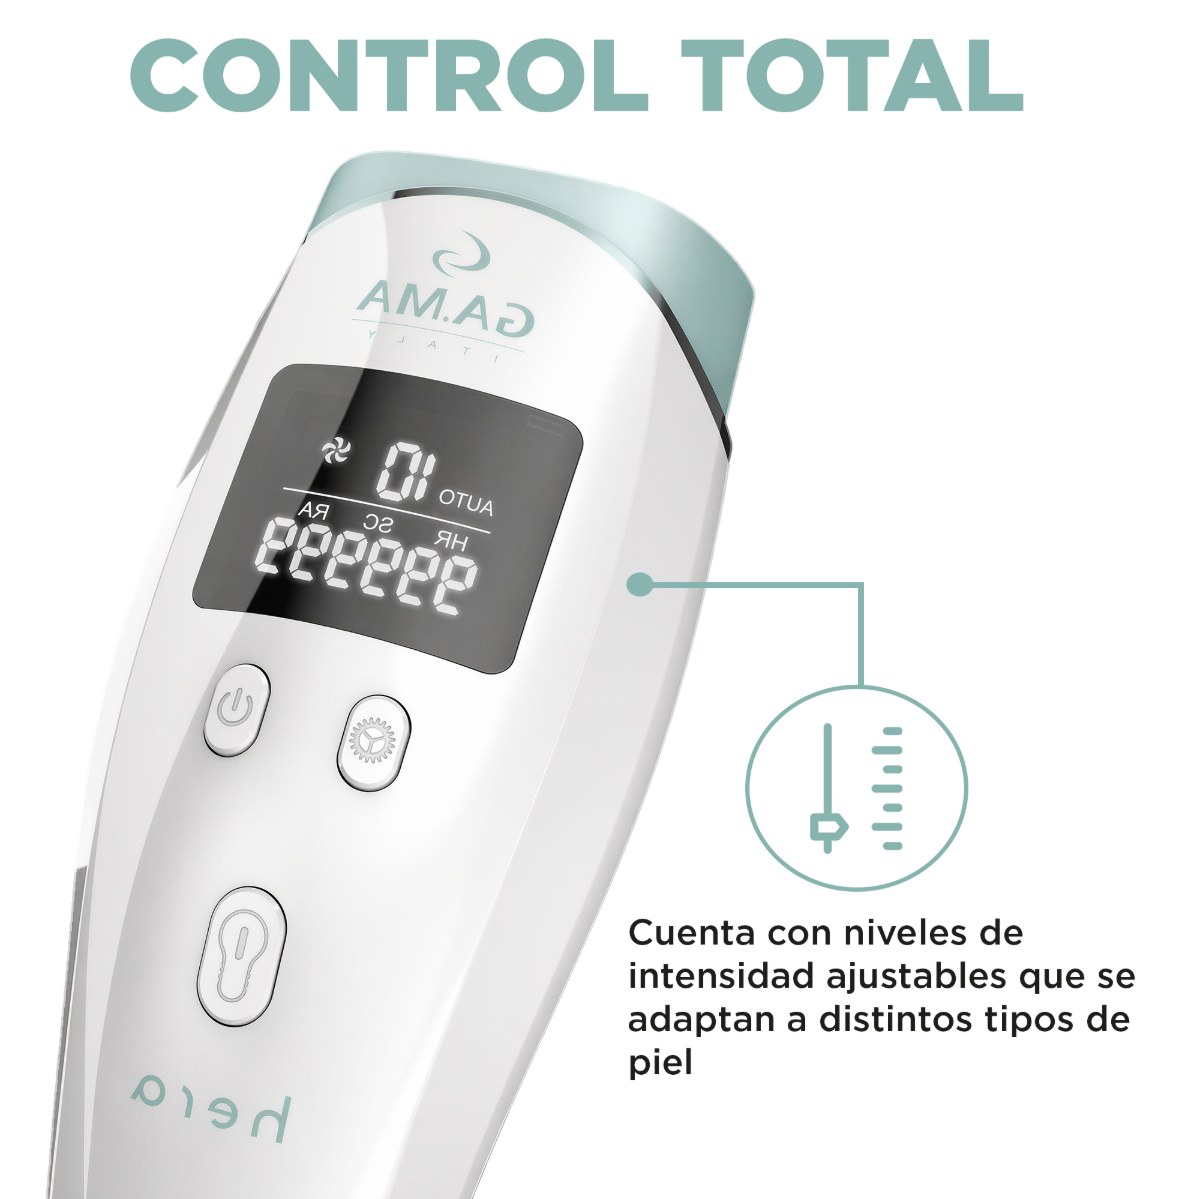 CONTROL TOTAL
GA.MA
ITALY
AUTO 10
HR SC RA
999999
hera
Cuenta con niveles de
intensidad ajustables que se
adaptan a distintos tipos de
piel